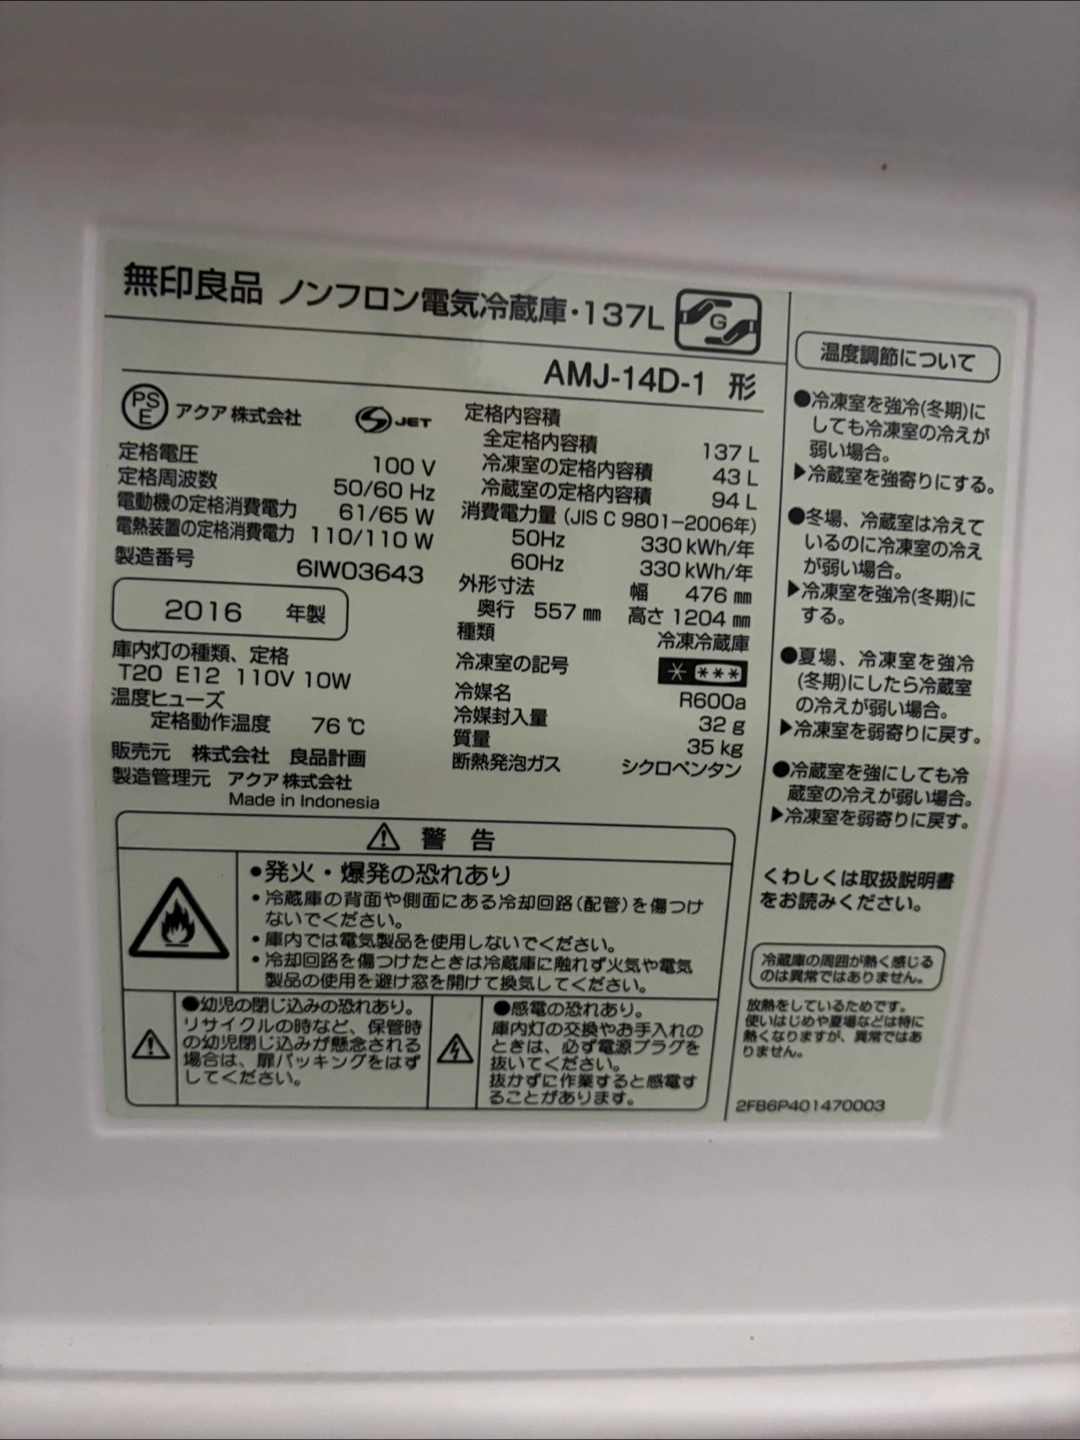 無印良品 ノンフロン電気冷蔵庫・137L G
AMJ-14D-1 形
PSE アクア株式会社 S JET
定格電圧 100 V
定格周波数 50/60 Hz
電動機の定格消費電力 61/65 W
電熱装置の定格消費電力 110/110 W
製造番号 6IW03643
2016 年製
庫内灯の種類、定格
T20 E12 110V 10W
温度ヒューズ
定格動作温度 76 ℃
販売元 株式会社 良品計画
製造管理元 アクア株式会社
Made in Indonesia
定格内容積
全定格内容積 137 L
冷凍室の定格内容積 43 L
冷蔵室の定格内容積 94 L
消費電力量 (JIS C 9801-2006年)
50Hz 330 kWh/年
60Hz 330 kWh/年
外形寸法 幅 476 ㎜
奥行 557 ㎜ 高さ 1204 ㎜
種類 冷凍冷蔵庫
冷凍室の記号 * ***
冷媒名 R600a
冷媒封入量 32 g
質量 35 kg
断熱発泡ガス シクロペンタン
⚠ 警告
●発火・爆発の恐れあり
・冷蔵庫の背面や側面にある冷却回路(配管)を傷つけ
ないでください。
・庫内では電気製品を使用しないでください。
・冷却回路を傷つけたときは冷蔵庫に触れず火気や電気
製品の使用を避け窓を開けて換気してください。
●幼児の閉じ込みの恐れあり。
リサイクルの時など、保管時
の幼児閉じ込みが懸念される
場合は、扉パッキングをはず
してください。
●感電の恐れあり。
庫内灯の交換やお手入れの
ときは、必ず電源プラグを
抜いてください。
抜かずに作業すると感電す
ることがあります。
温度調節について
●冷凍室を強冷(冬期)に
しても冷凍室の冷えが
弱い場合。
▶冷蔵室を強寄りにする。
●冬場、冷蔵室は冷えて
いるのに冷凍室の冷え
が弱い場合。
▶冷凍室を強冷(冬期)に
する。
●夏場、冷凍室を強冷
(冬期)にしたら冷蔵室
の冷えが弱い場合。
▶冷凍室を弱寄りに戻す。
●冷蔵室を強にしても冷
蔵室の冷えが弱い場合。
▶冷凍室を弱寄りに戻す。
くわしくは取扱説明書
をお読みください。
冷蔵庫の周囲が熱く感じる
のは異常ではありません。
放熱をしているためです。
使いはじめや夏場などは特に
熱くなりますが、異常ではあ
りません。
2FB6P401470003